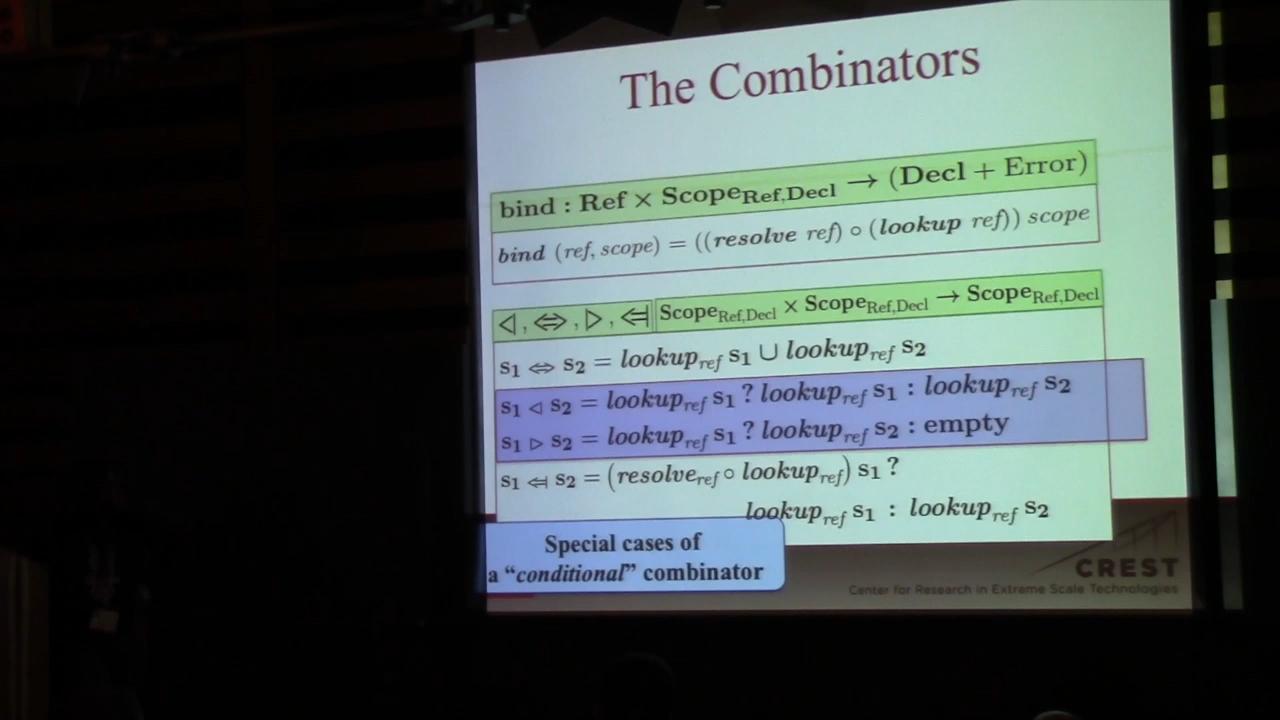 The Combinators
bind : Ref × Scope_Ref,Decl → (Decl + Error)
bind (ref, scope) = ((resolve ref) ∘ (lookup ref)) scope
◁ , ⇔ , ▷ , ⩤ Scope_Ref,Decl × Scope_Ref,Decl → Scope_Ref,Decl
s₁ ⇔ s₂ = lookup_ref s₁ ∪ lookup_ref s₂
s₁ ◁ s₂ = lookup_ref s₁ ? lookup_ref s₁ : lookup_ref s₂
s₁ ▷ s₂ = lookup_ref s₁ ? lookup_ref s₂ : empty
s₁ ⩤ s₂ = (resolve_ref ∘ lookup_ref) s₁ ?
lookup_ref s₁ : lookup_ref s₂
Special cases of
a “conditional” combinator
CREST
Center for Research in Extreme Scale Technologies